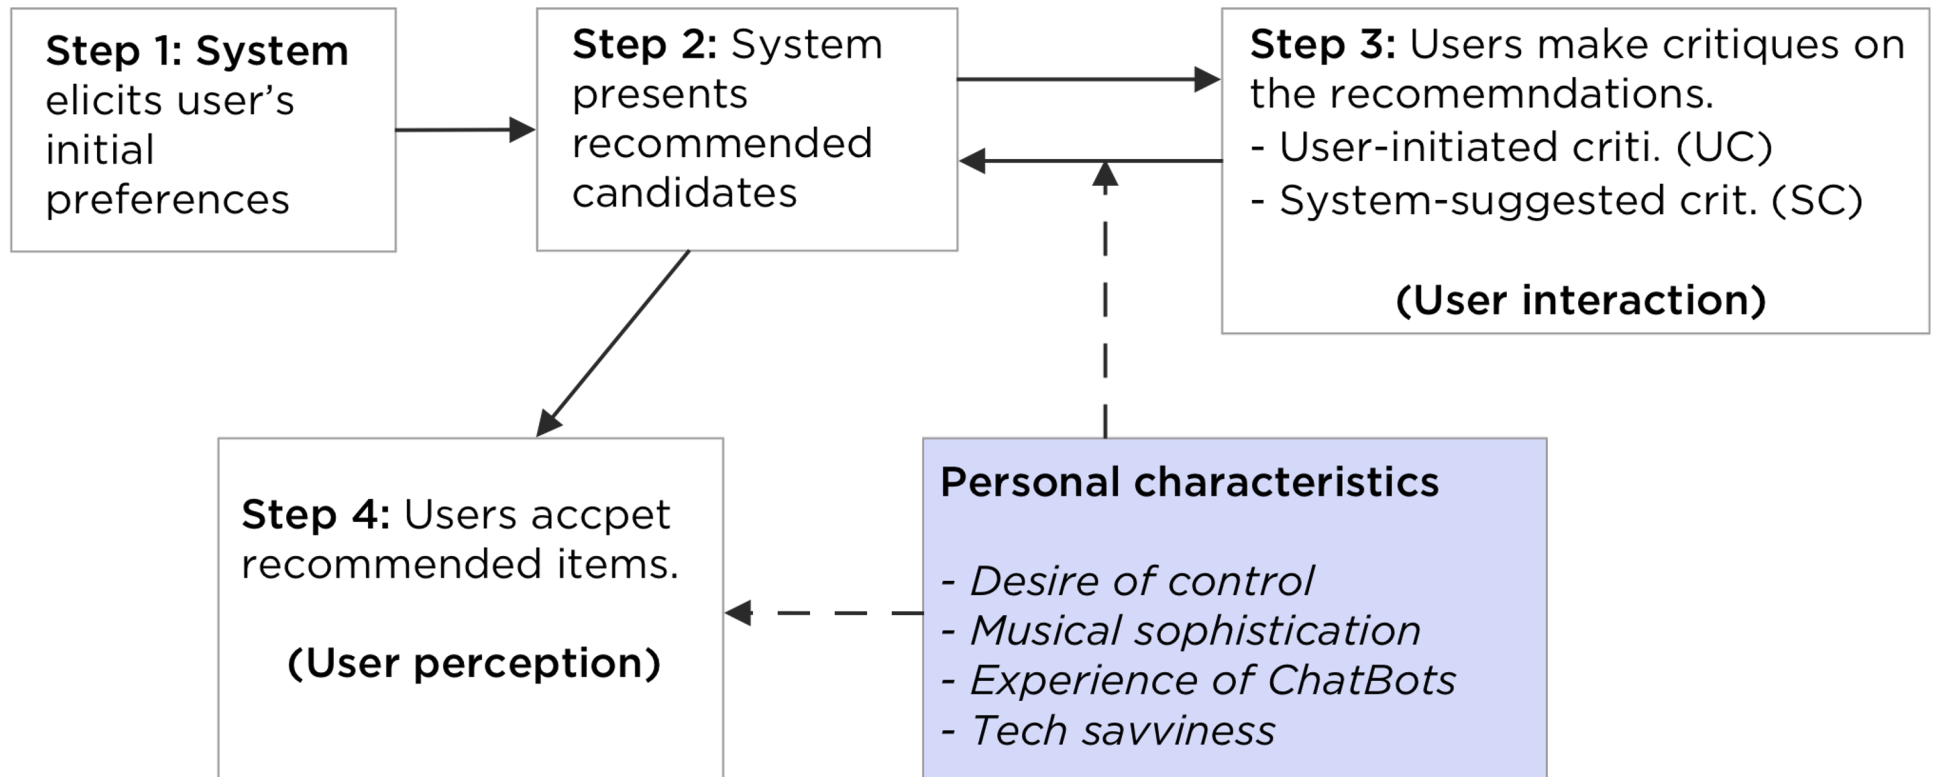 Step 1: System
elicits user’s
initial
preferences
Step 2: System
presents
recommended
candidates
Step 3: Users make critiques on
the recomemndations.
- User-initiated criti. (UC)
- System-suggested crit. (SC)
(User interaction)
Step 4: Users accpet
recommended items.
(User perception)
Personal characteristics
- Desire of control
- Musical sophistication
- Experience of ChatBots
- Tech savviness